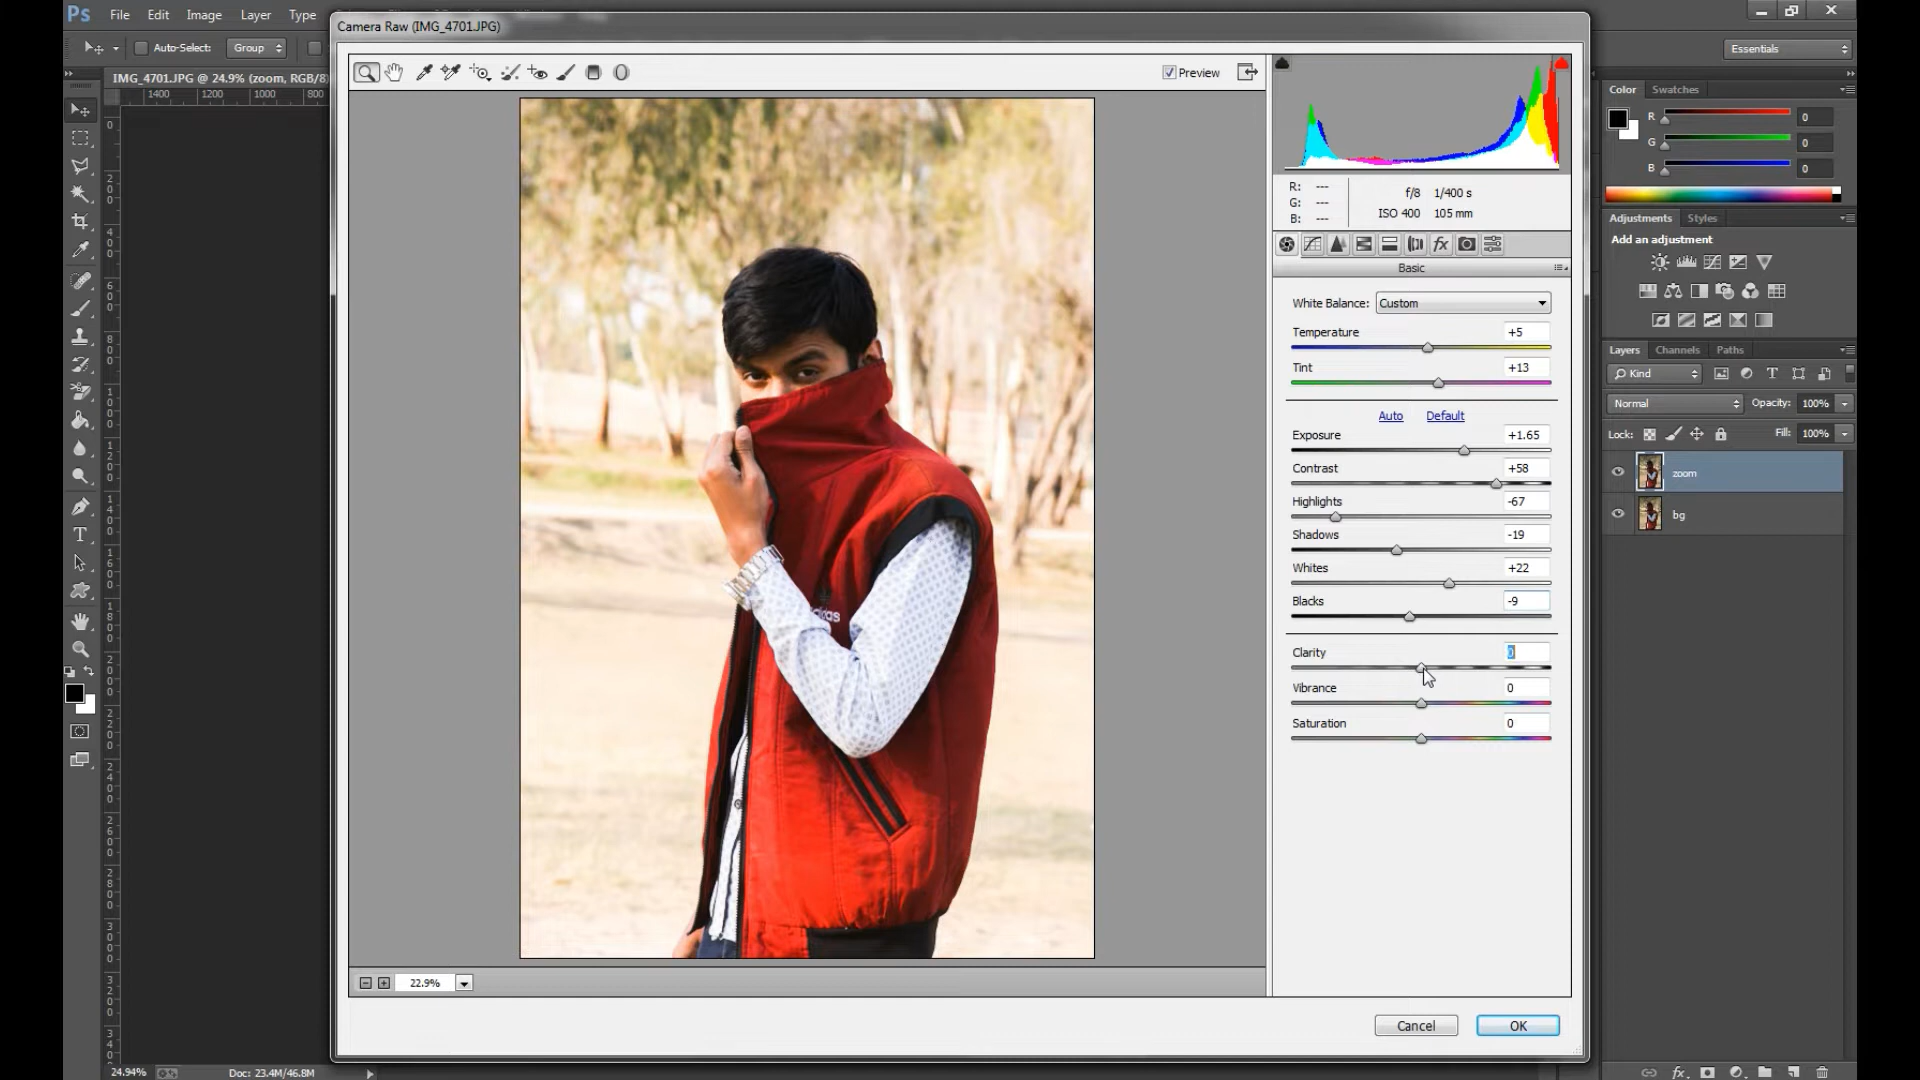 Ps File Edit Image Layer Type
Camera Raw (IMG_4701.JPG)
Auto-Select: Group
Essentials
IMG_4701.JPG @ 24.9% (zoom, RGB/8)
Preview
1400 1200 1000 800
R: --- f/8 1/400 s
G: ---
B: --- ISO 400 105 mm
Basic
White Balance: Custom
Temperature +5
Tint +13
Auto Default
Exposure +1.65
Contrast +58
Highlights -67
Shadows -19
Whites +22
Blacks -9
Clarity 0
Vibrance 0
Saturation 0
22.9%
Cancel OK
Color Swatches
R 0
G 0
B 0
Adjustments Styles
Add an adjustment
Layers Channels Paths
Kind
Normal Opacity: 100%
Lock: Fill: 100%
zoom
bg
24.94% Doc: 23.4M/46.8M